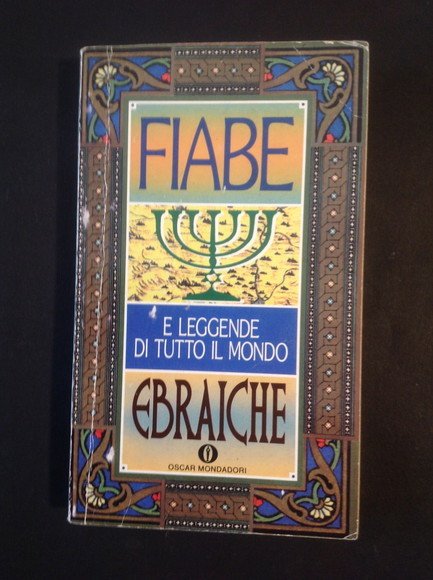 FIABE
E LEGGENDE
DI TUTTO IL MONDO
EBRAICHE
OSCAR MONDADORI